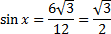 sin x = 6√3/12 = √3/2